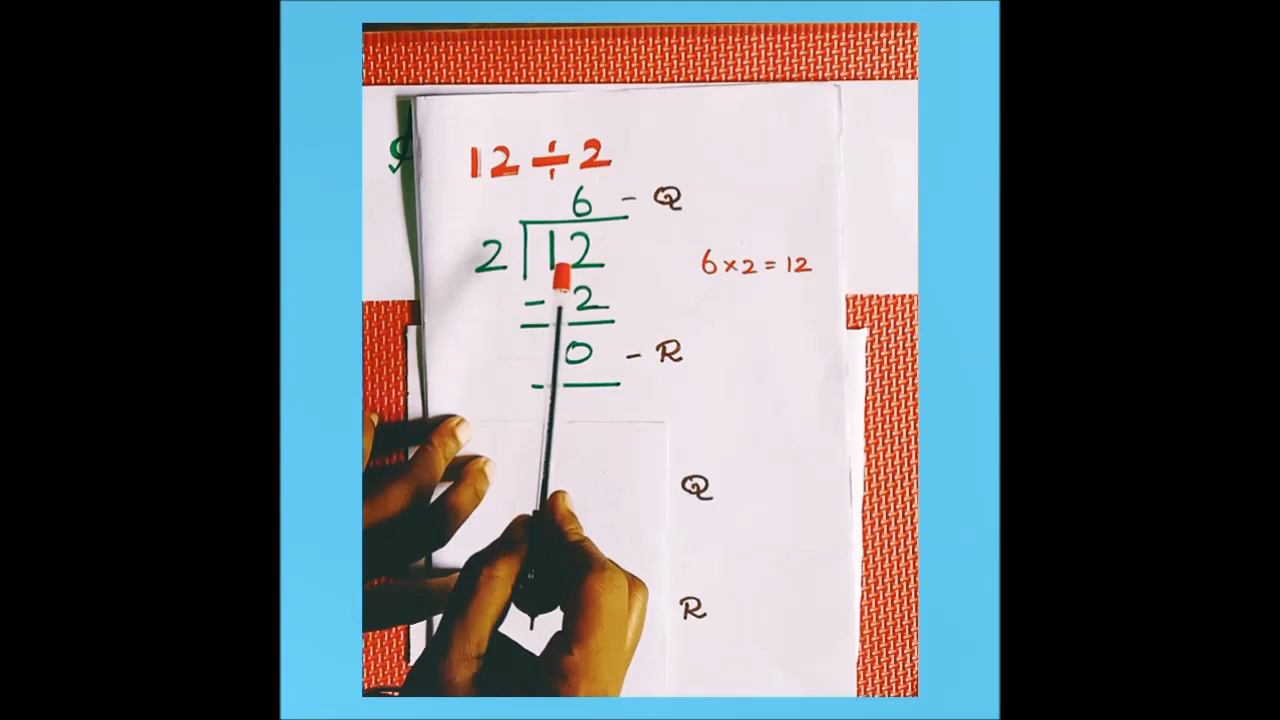 12 ÷ 2
6 - Q
2 12
6 × 2 = 12
- 2
0 - R
Q
R